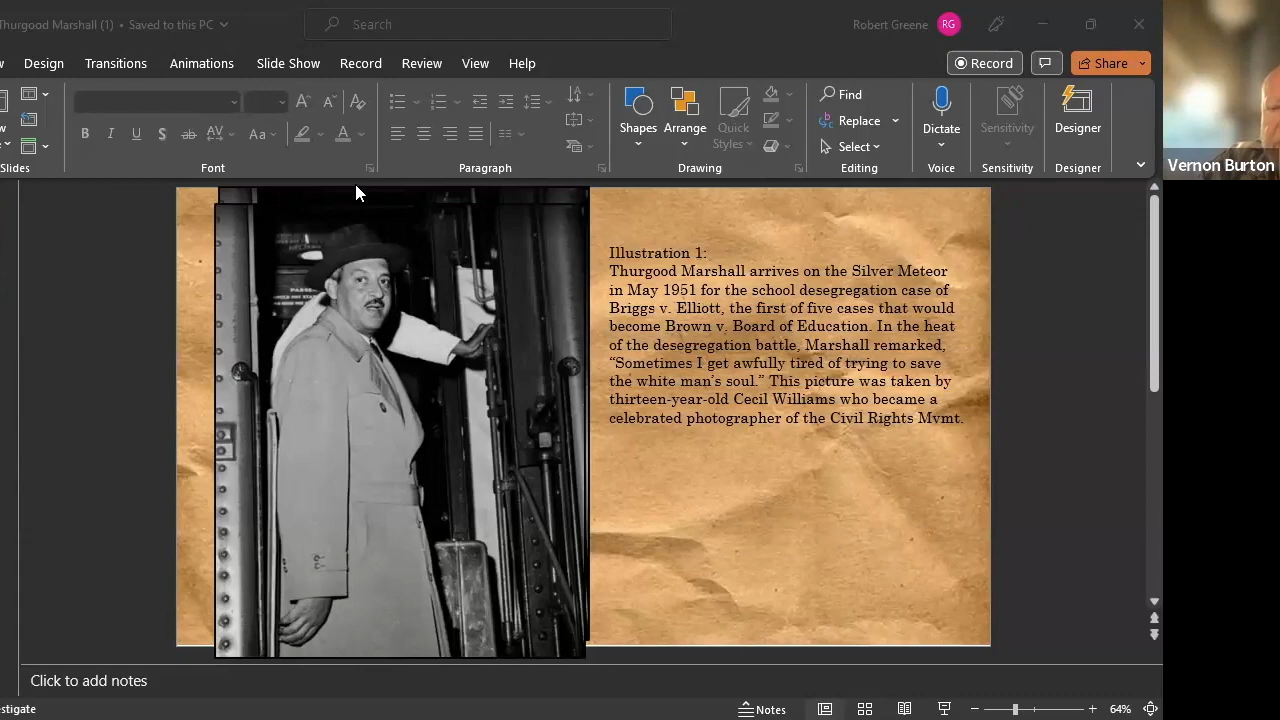 Thurgood Marshall (1) • Saved to this PC
Search
Robert Greene RG
Design Transitions Animations Slide Show Record Review View Help
Record Share
Find
Replace
Select
Shapes Arrange Quick Styles
Dictate Sensitivity Designer
B I U S ab AV Aa A
Slides Font Paragraph Drawing Editing Voice Sensitivity Designer
Vernon Burton
Illustration 1:
Thurgood Marshall arrives on the Silver Meteor
in May 1951 for the school desegregation case of
Briggs v. Elliott, the first of five cases that would
become Brown v. Board of Education. In the heat
of the desegregation battle, Marshall remarked,
“Sometimes I get awfully tired of trying to save
the white man’s soul.” This picture was taken by
thirteen-year-old Cecil Williams who became a
celebrated photographer of the Civil Rights Mvmt.
Click to add notes
stigate
Notes
64%